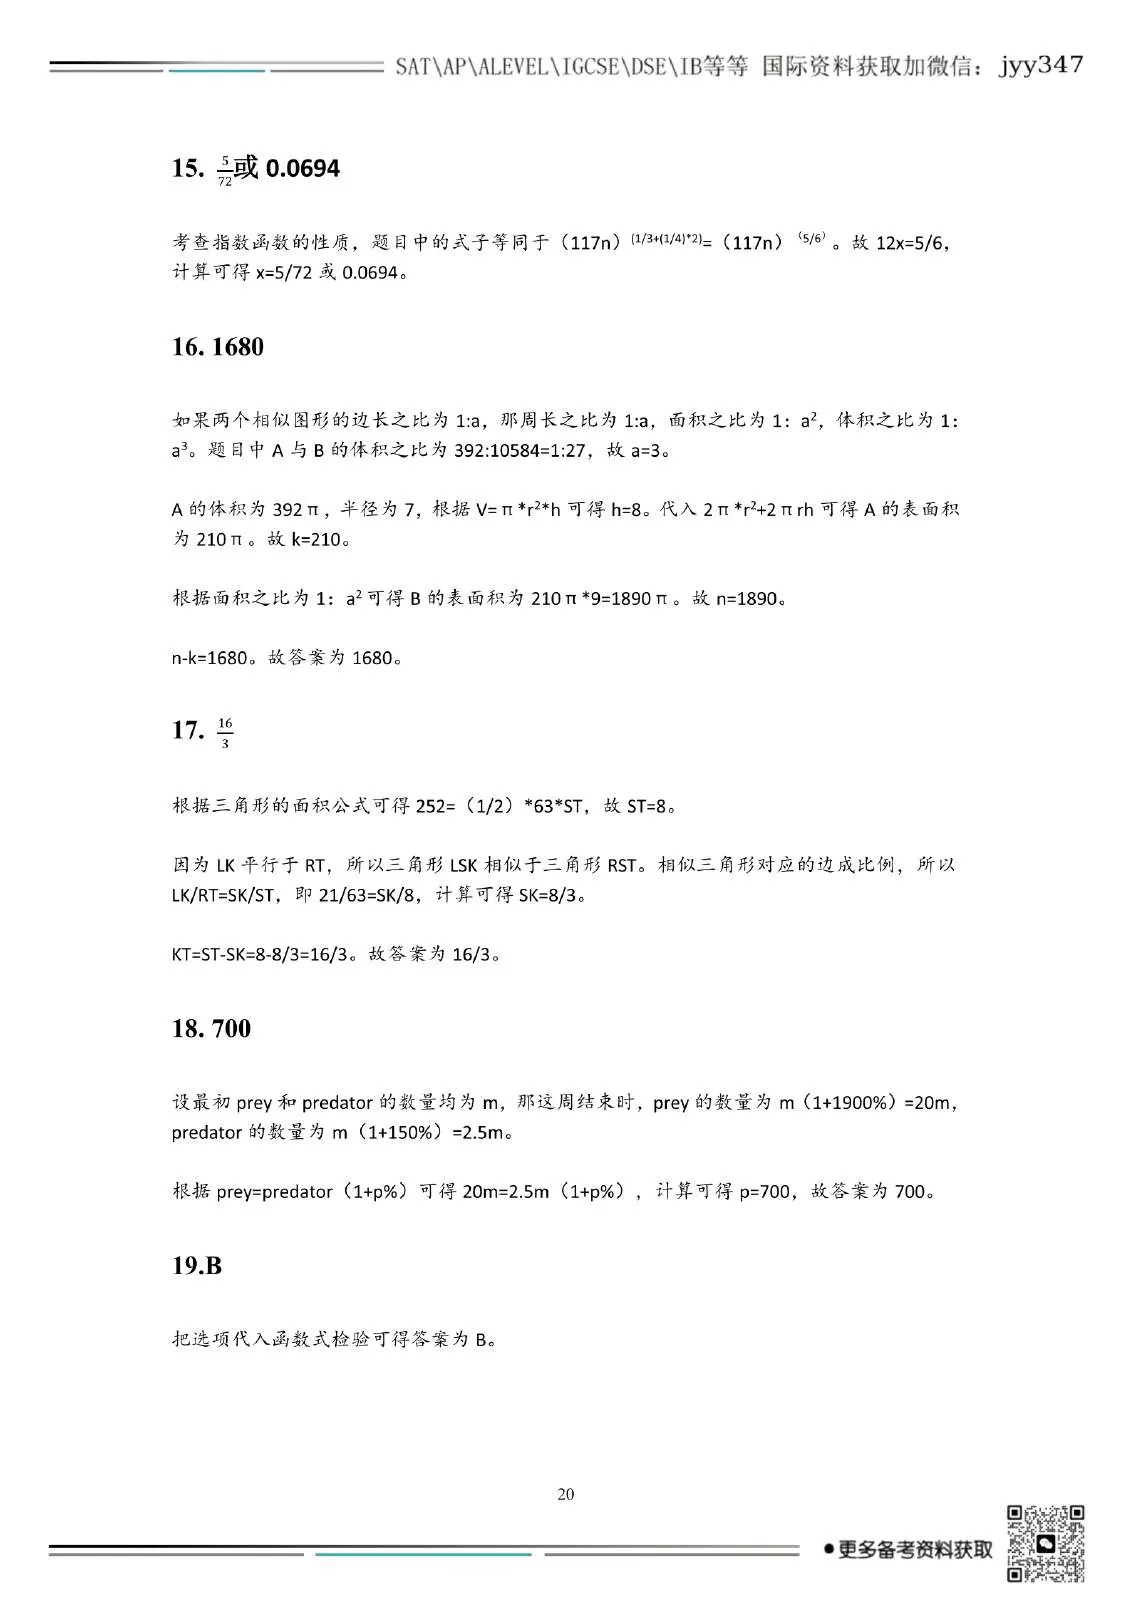 SAT\AP\ALEVEL\IGCSE\DSE\IB等等 国际资料获取加微信： jyy347
15. 5/72或 0.0694
考查指数函数的性质，题目中的式子等同于（117n）(1/3+(1/4)*2)=（117n）（5/6）。故 12x=5/6，
计算可得 x=5/72 或 0.0694。
16. 1680
如果两个相似图形的边长之比为 1:a，那周长之比为 1:a，面积之比为 1：a²，体积之比为 1：
a³。题目中 A 与 B 的体积之比为 392:10584=1:27，故 a=3。
A 的体积为 392π，半径为 7，根据 V=π*r²*h 可得 h=8。代入 2π*r²+2πrh 可得 A 的表面积
为 210π。故 k=210。
根据面积之比为 1：a² 可得 B 的表面积为 210π*9=1890π。故 n=1890。
n-k=1680。故答案为 1680。
17. 16/3
根据三角形的面积公式可得 252=（1/2）*63*ST，故 ST=8。
因为 LK 平行于 RT，所以三角形 LSK 相似于三角形 RST。相似三角形对应的边成比例，所以
LK/RT=SK/ST，即 21/63=SK/8，计算可得 SK=8/3。
KT=ST-SK=8-8/3=16/3。故答案为 16/3。
18. 700
设最初 prey 和 predator 的数量均为 m，那这周结束时，prey 的数量为 m（1+1900%）=20m，
predator 的数量为 m（1+150%）=2.5m。
根据 prey=predator（1+p%）可得 20m=2.5m（1+p%），计算可得 p=700，故答案为 700。
19.B
把选项代入函数式检验可得答案为 B。
20
●更多备考资料获取